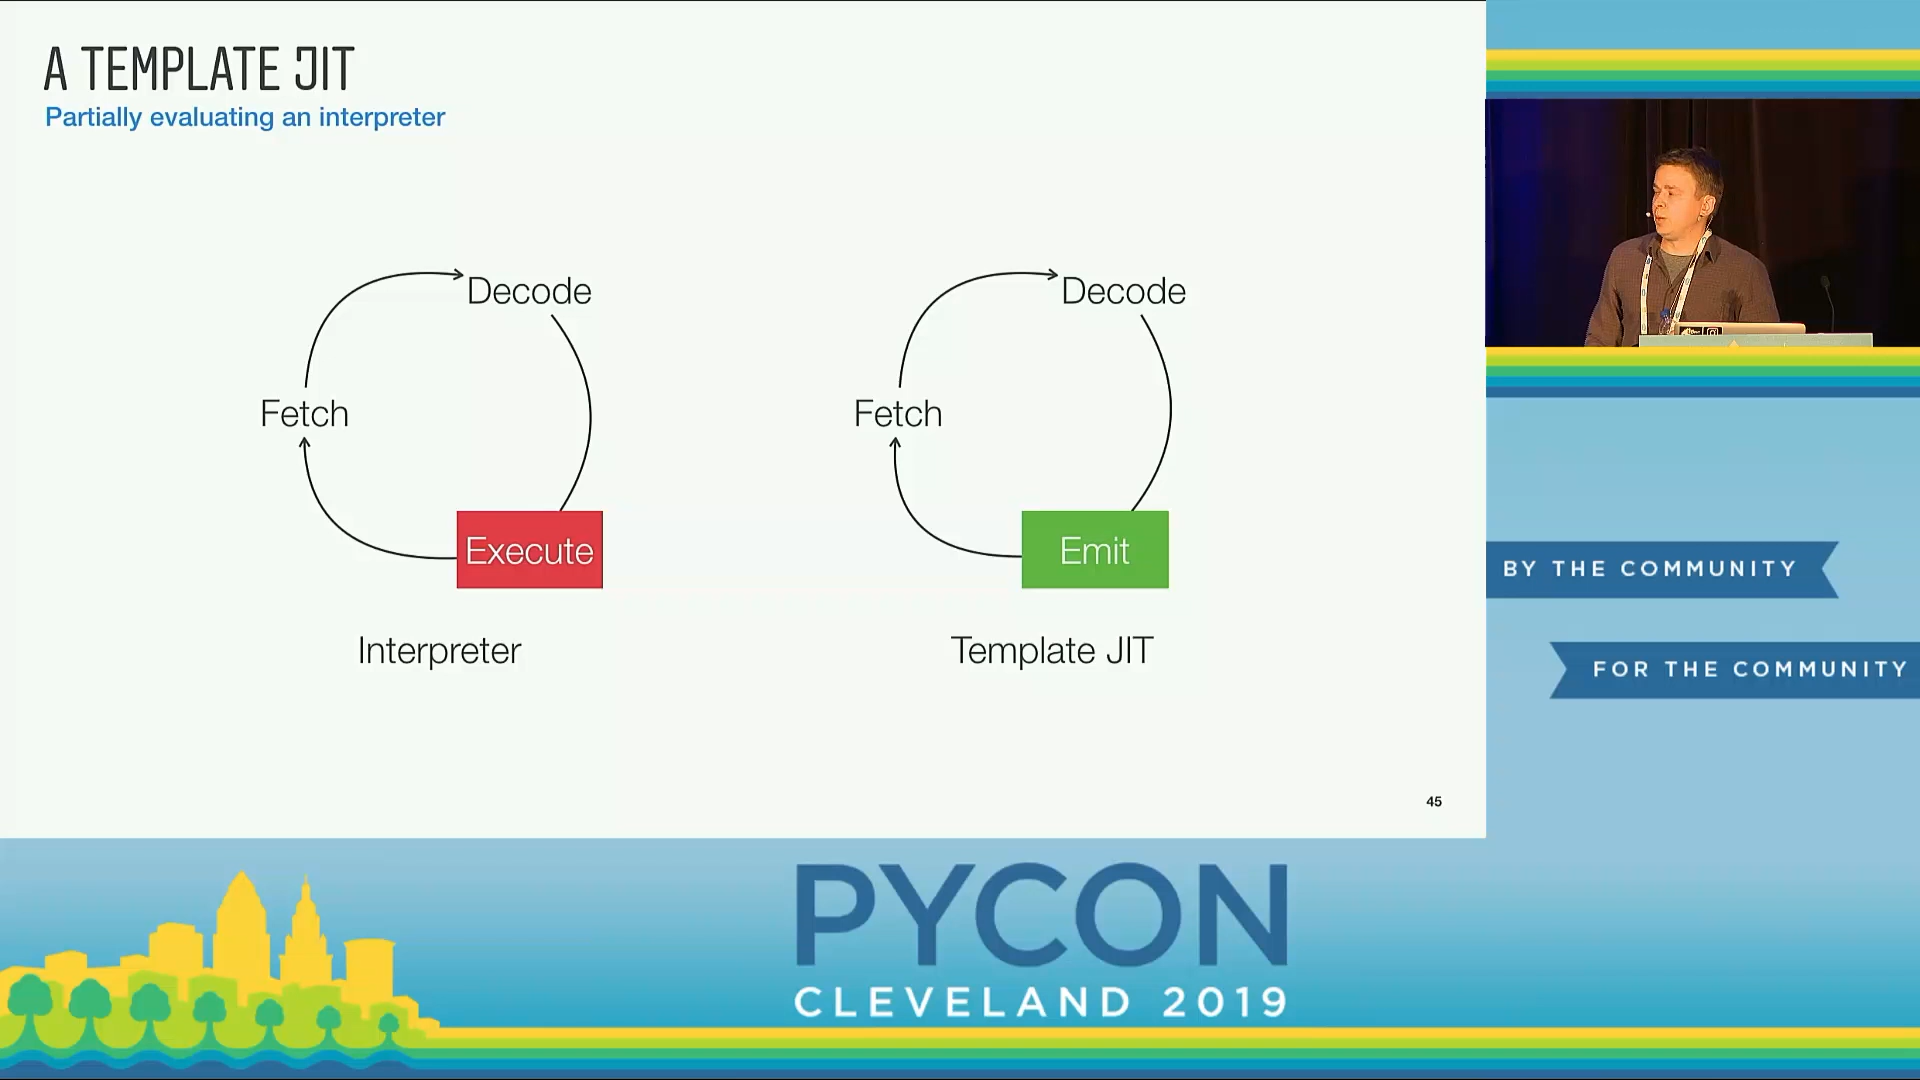 A TEMPLATE JIT
Partially evaluating an interpreter
Decode
Fetch
Execute
Interpreter
Decode
Fetch
Emit
Template JIT
45
BY THE COMMUNITY
FOR THE COMMUNITY
PYCON
CLEVELAND 2019